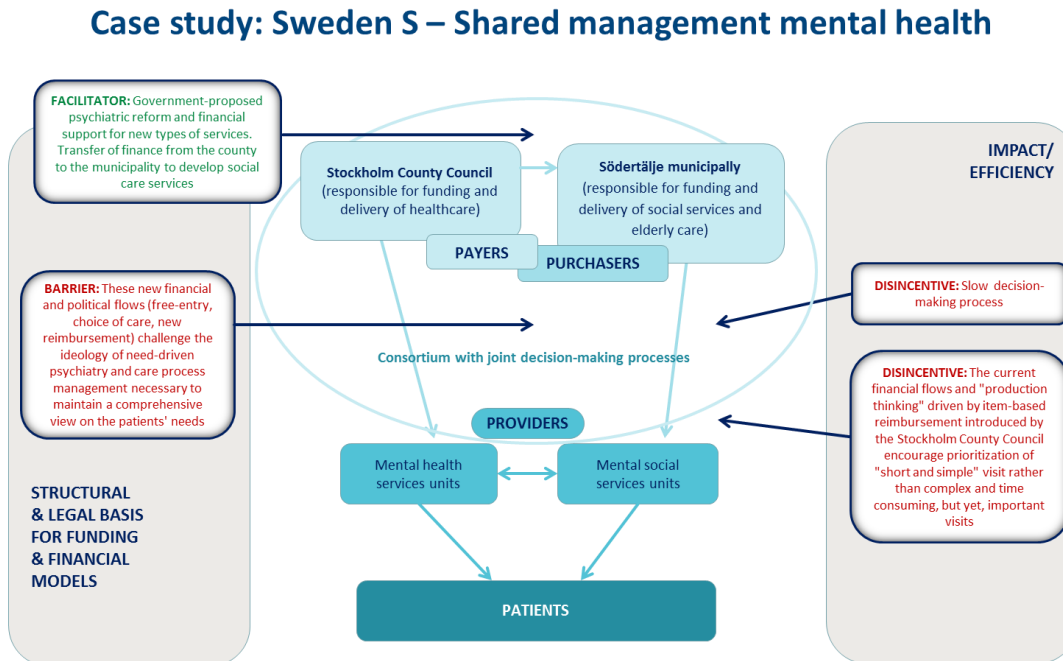 Case study: Sweden S – Shared management mental health
FACILITATOR: Government-proposed
psychiatric reform and financial
support for new types of services.
Transfer of finance from the county
to the municipality to develop social
care services
Stockholm County Council
(responsible for funding and
delivery of healthcare)
Södertälje municipally
(responsible for funding and
delivery of social services and
elderly care)
IMPACT/
EFFICIENCY
PAYERS
PURCHASERS
BARRIER: These new financial
and political flows (free-entry,
choice of care, new
reimbursement) challenge the
ideology of need-driven
psychiatry and care process
management necessary to
maintain a comprehensive
view on the patients' needs
DISINCENTIVE: Slow decision-
making process
Consortium with joint decision-making processes
DISINCENTIVE: The current
financial flows and "production
thinking" driven by item-based
reimbursement introduced by
the Stockholm County Council
encourage prioritization of
"short and simple" visit rather
than complex and time
consuming, but yet, important
visits
PROVIDERS
Mental health
services units
Mental social
services units
STRUCTURAL
& LEGAL BASIS
FOR FUNDING
& FINANCIAL
MODELS
PATIENTS